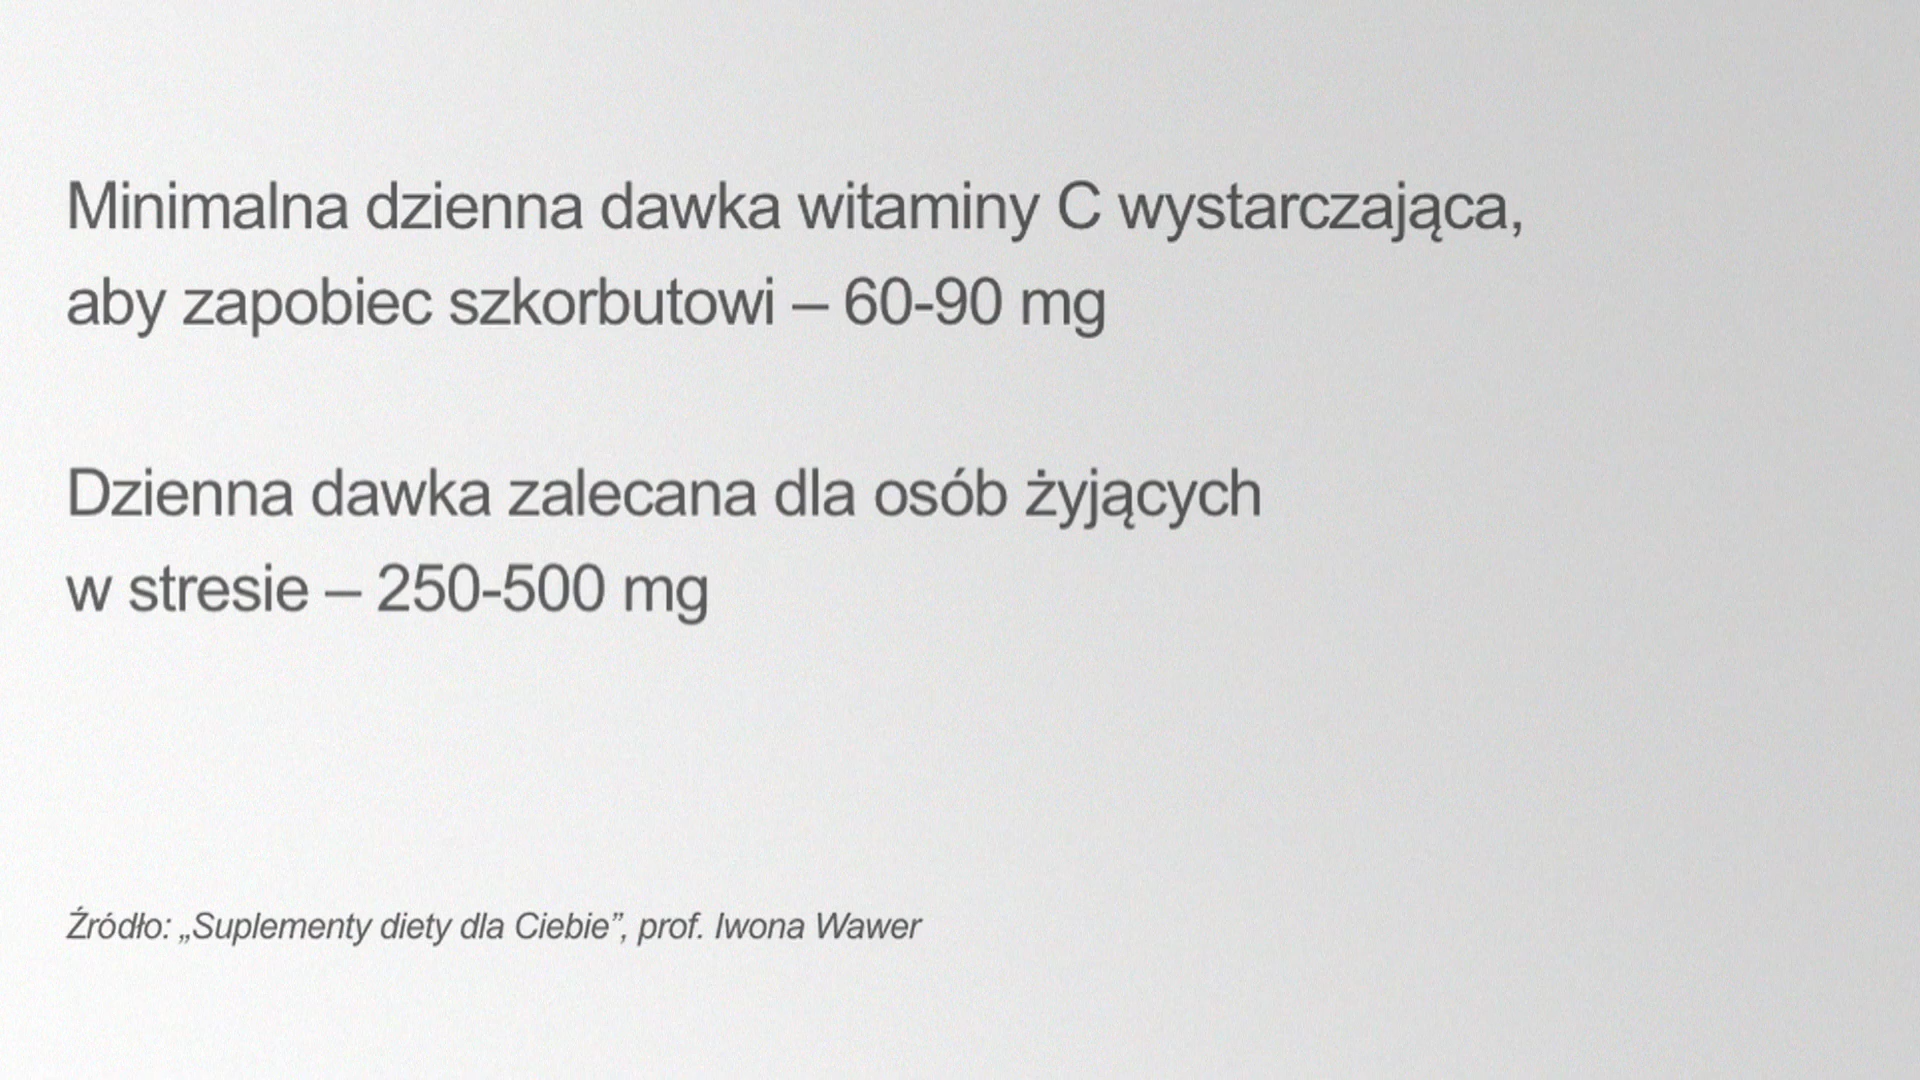 Minimalna dzienna dawka witaminy C wystarczająca,
aby zapobiec szkorbutowi – 60-90 mg
Dzienna dawka zalecana dla osób żyjących
w stresie – 250-500 mg
Źródło: „Suplementy diety dla Ciebie”, prof. Iwona Wawer